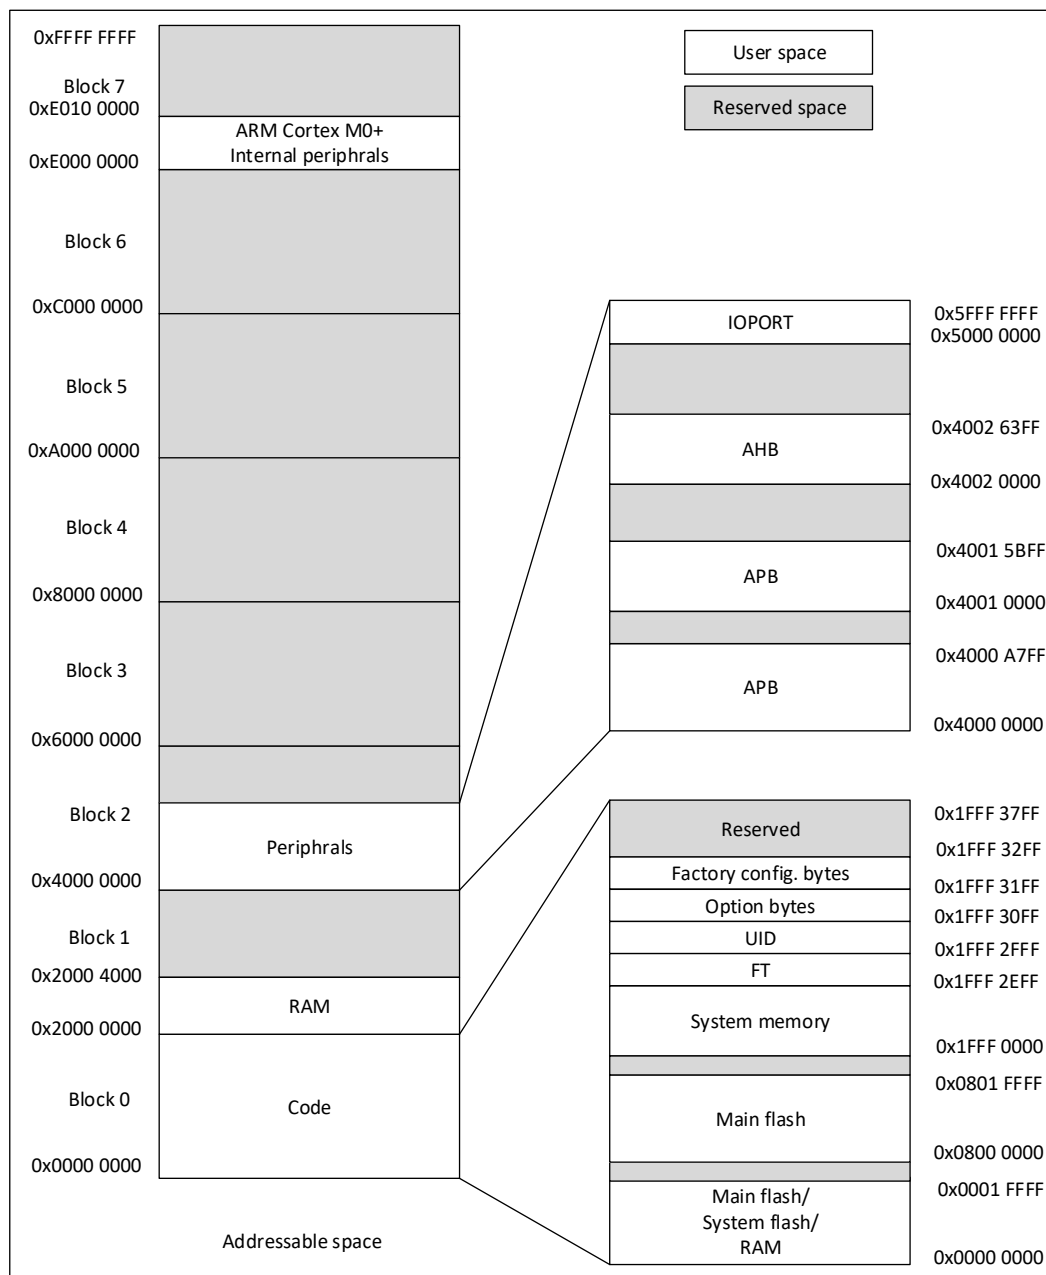 0xFFFF FFFF
Block 7
0xE010 0000
ARM Cortex M0+
Internal periphrals
0xE000 0000
Block 6
0xC000 0000
Block 5
0xA000 0000
Block 4
0x8000 0000
Block 3
0x6000 0000
Block 2
Periphrals
0x4000 0000
Block 1
0x2000 4000
RAM
0x2000 0000
Block 0
Code
0x0000 0000
Addressable space
User space
Reserved space
IOPORT
0x5FFF FFFF
0x5000 0000
0x4002 63FF
AHB
0x4002 0000
0x4001 5BFF
APB
0x4001 0000
0x4000 A7FF
APB
0x4000 0000
0x1FFF 37FF
Reserved
0x1FFF 32FF
Factory config. bytes
0x1FFF 31FF
Option bytes
0x1FFF 30FF
UID
0x1FFF 2FFF
FT
0x1FFF 2EFF
System memory
0x1FFF 0000
0x0801 FFFF
Main flash
0x0800 0000
0x0001 FFFF
Main flash/
System flash/
RAM
0x0000 0000